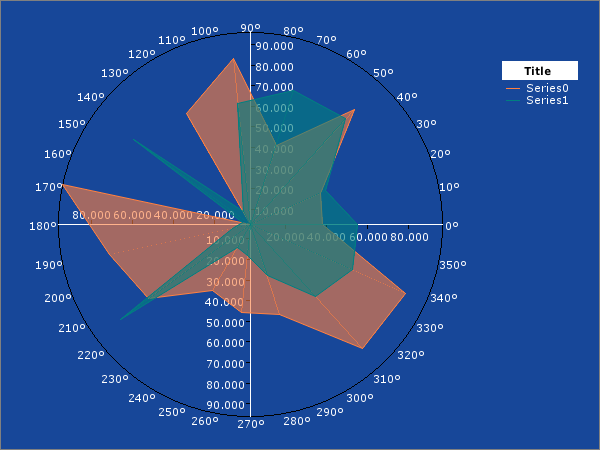 90º
100º 80º
110º 70º
120º 60º
130º 50º
140º 40º
150º 30º
160º 20º
170º 10º
180º 0º
190º 350º
200º 340º
210º 330º
220º 320º
230º 310º
240º 300º
250º 290º
260º 280º
270º
90.000
80.000
70.000
60.000
50.000
40.000
30.000
20.000
10.000
80.000 60.000 40.000 20.000
20.000 40.000 60.000 80.000
10.000
20.000
30.000
40.000
50.000
60.000
70.000
80.000
90.000
Title
Series0
Series1